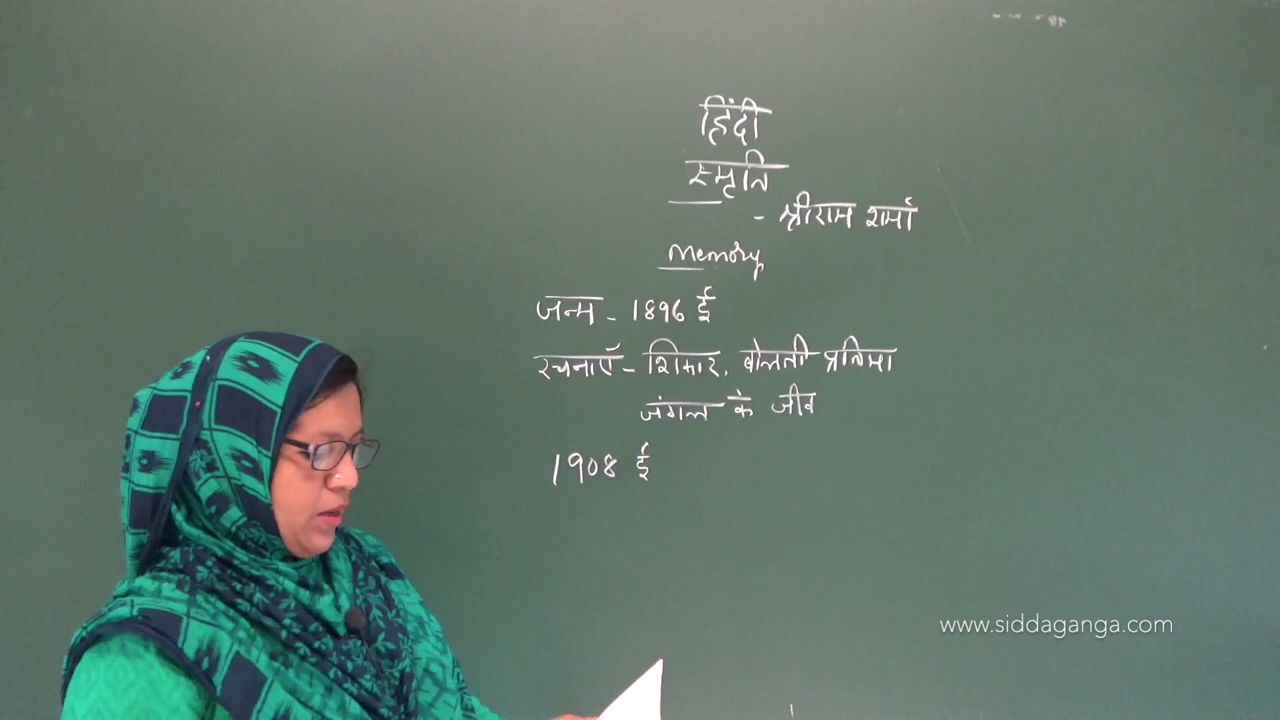 हिंदी
स्मृति
- श्रीराम शर्मा
Memory
जन्म - 1896 ई
रचनाएँ - शिकार, बोलती प्रतिमा
जंगल के जीव
1908 ई
www.siddaganga.com